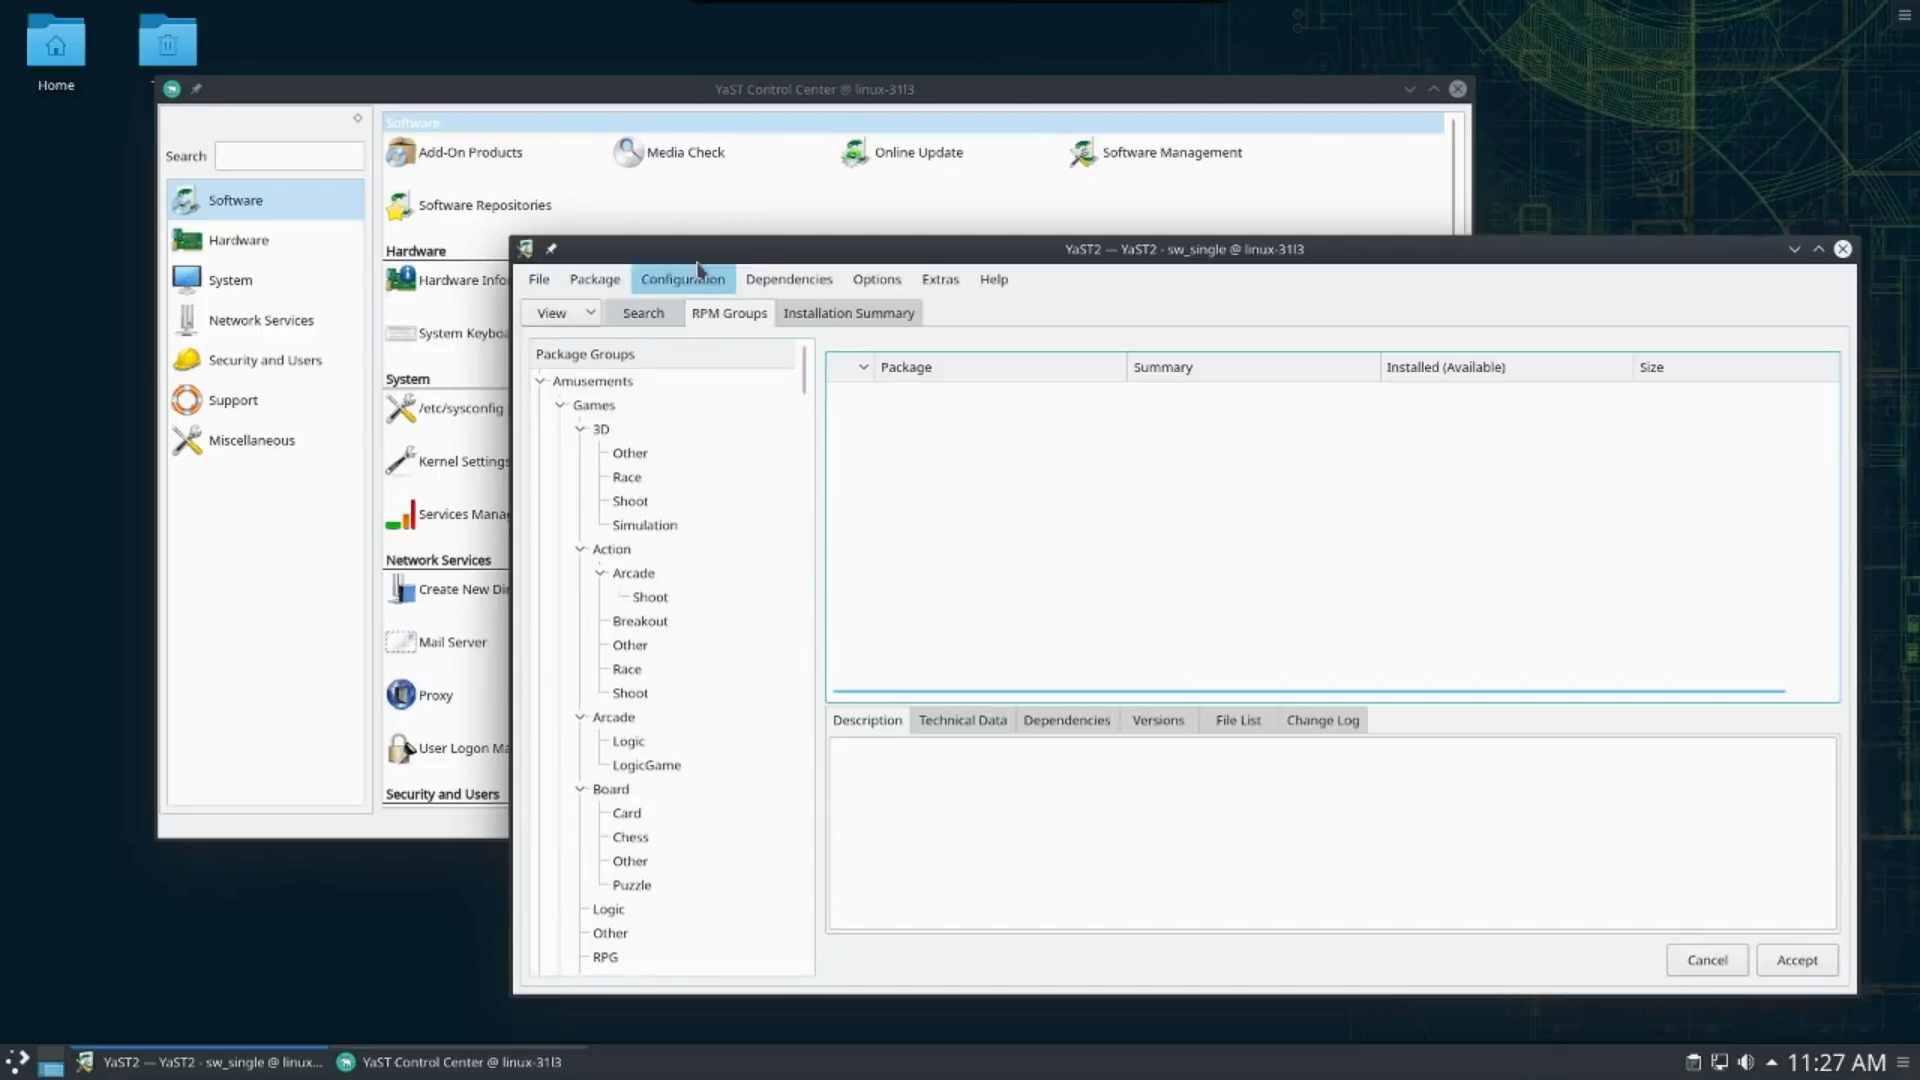 Home
YaST Control Center @ linux-31l3
Search
Software
Hardware
System
Network Services
Security and Users
Support
Miscellaneous
Software
Add-On Products
Media Check
Online Update
Software Management
Software Repositories
Hardware
Hardware Info
System Keybo
System
/etc/sysconfig
Kernel Settings
Services Mana
Network Services
Create New Di
Mail Server
Proxy
User Logon Ma
Security and Users
YaST2 — YaST2 - sw_single @ linux-31l3
File Package Configuration Dependencies Options Extras Help
View Search RPM Groups Installation Summary
Package Groups
Amusements
Games
3D
Other
Race
Shoot
Simulation
Action
Arcade
Shoot
Breakout
Other
Race
Shoot
Arcade
Logic
LogicGame
Board
Card
Chess
Other
Puzzle
Logic
Other
RPG
Package Summary Installed (Available) Size
Description Technical Data Dependencies Versions File List Change Log
Cancel Accept
YaST2 — YaST2 - sw_single @ linux... YaST Control Center @ linux-31l3 11:27 AM